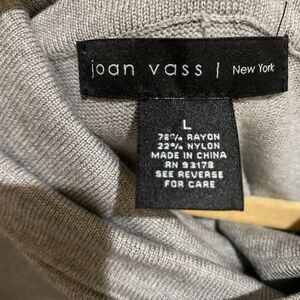 joan vass | New York
L
78% RAYON
22% NYLON
MADE IN CHINA
RN 93178
SEE REVERSE
FOR CARE